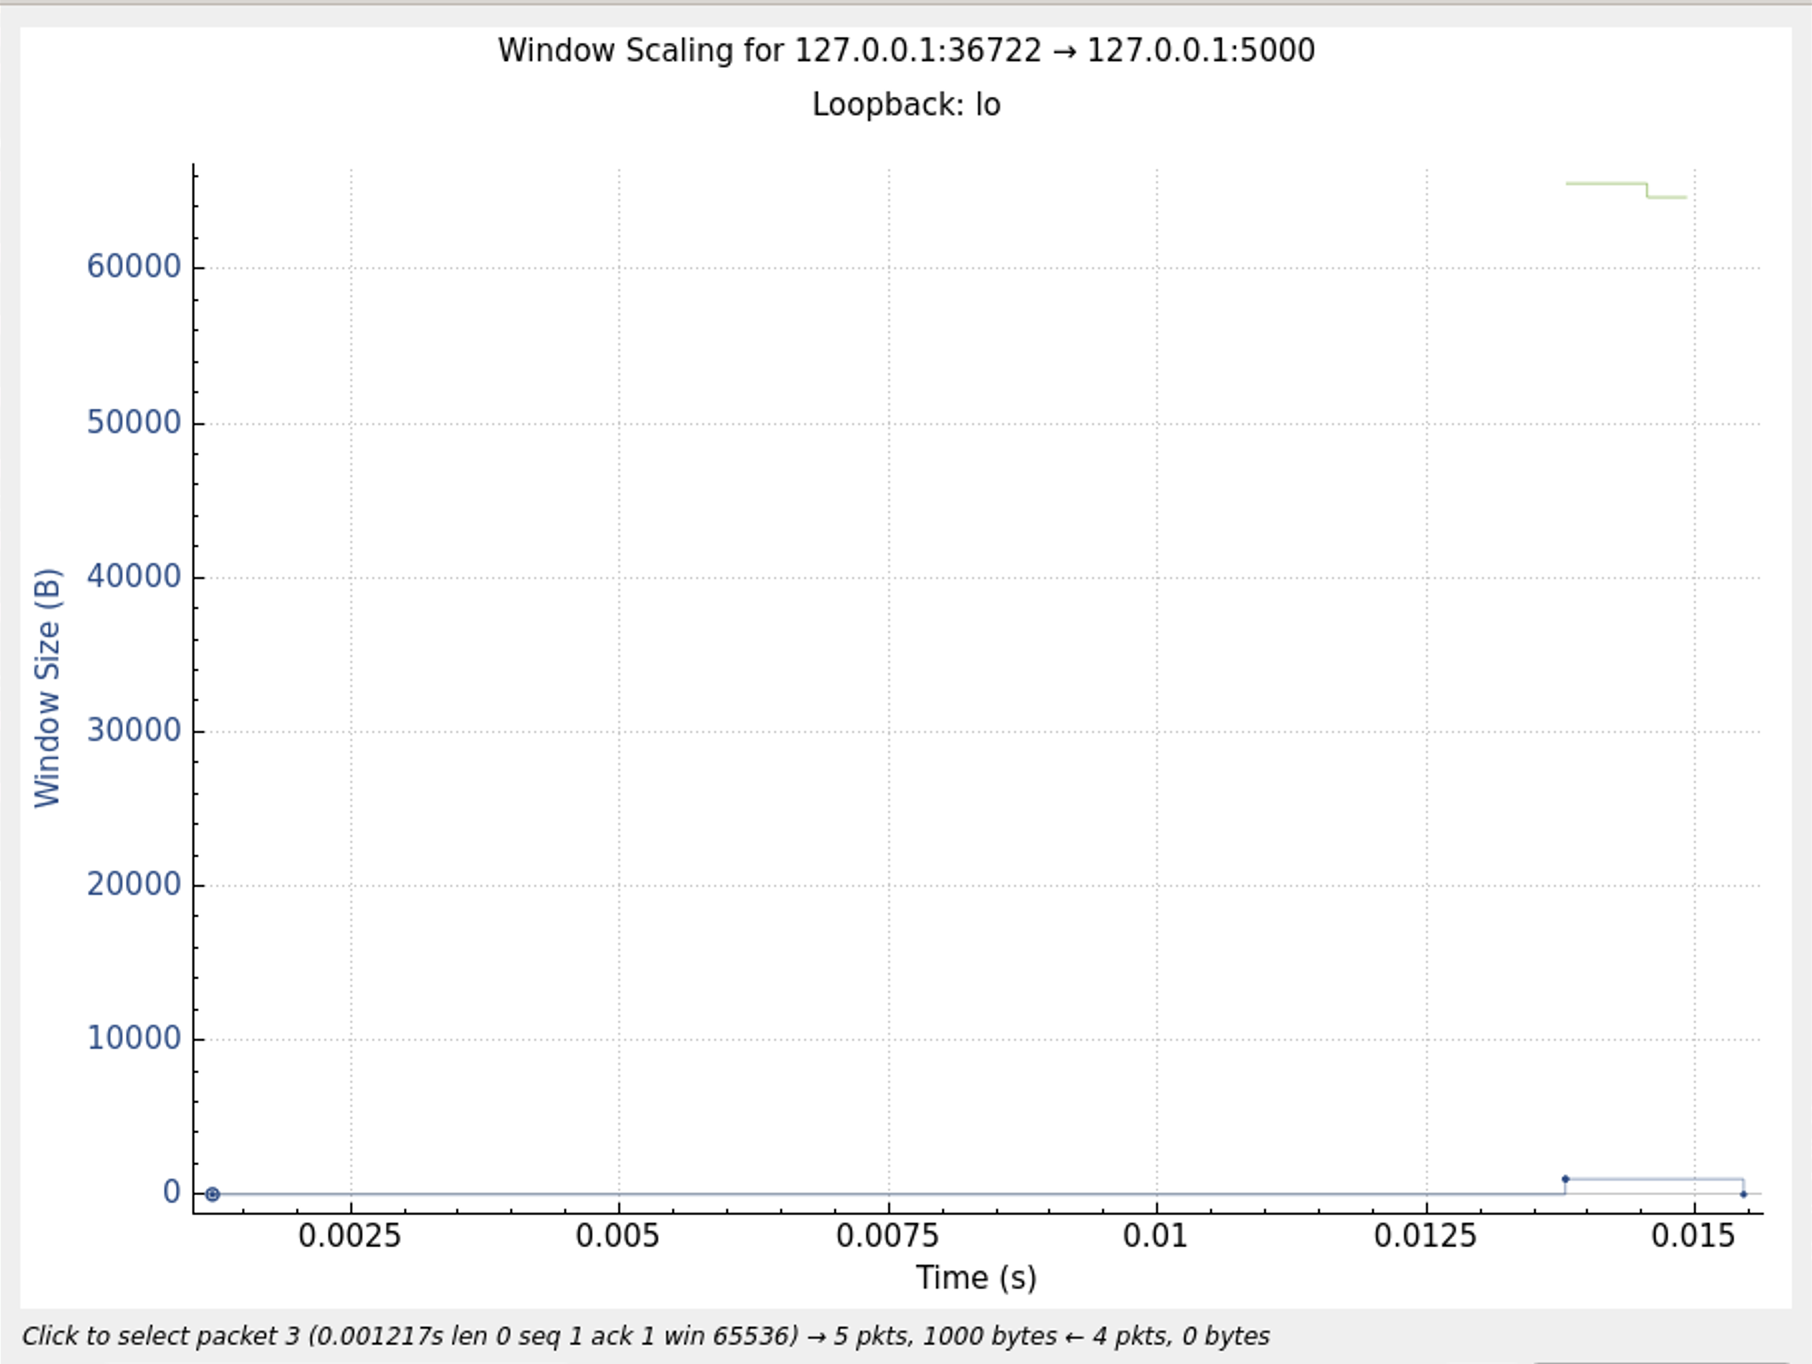 Window Scaling for 127.0.0.1:36722 → 127.0.0.1:5000
Loopback: lo
60000
50000
40000
30000
20000
10000
0
Window Size (B)
0.0025 0.005 0.0075 0.01 0.0125 0.015
Time (s)
Click to select packet 3 (0.001217s len 0 seq 1 ack 1 win 65536) → 5 pkts, 1000 bytes ← 4 pkts, 0 bytes